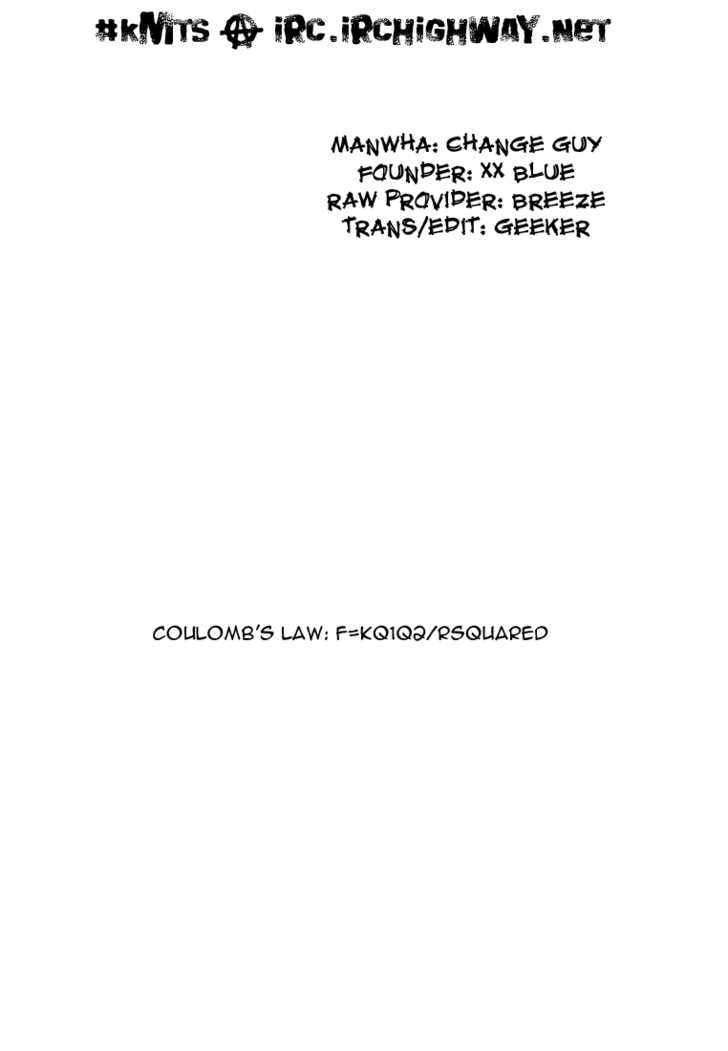 #kMTS @ iRC.iRCHiGHWAY.NeT
MANWHA: CHANGE GUY
FOUNDER: XX BLUE
RAW PROVIDER: BREEZE
TRANS/EDIT: GEEKER
COULOMB'S LAW: F=KQ1Q2/RSQUARED